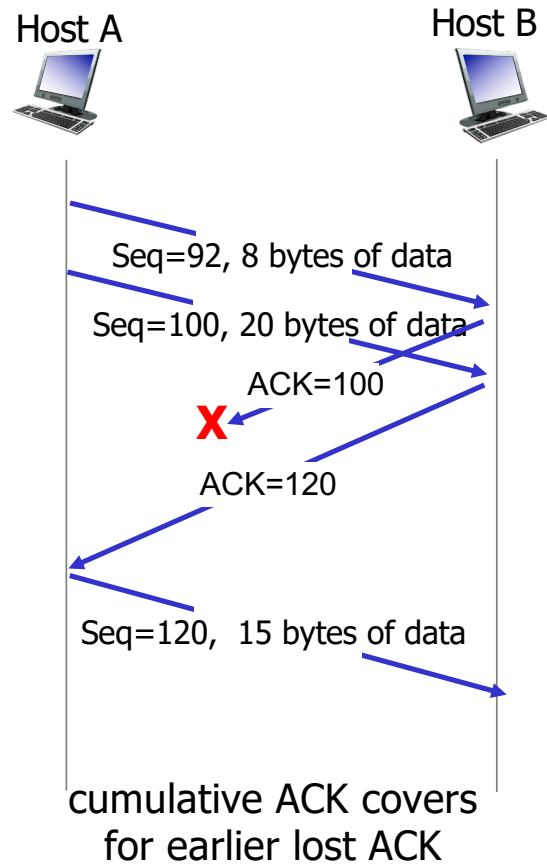 Host A
Host B
Seq=92, 8 bytes of data
Seq=100, 20 bytes of data
ACK=100
X
ACK=120
Seq=120, 15 bytes of data
cumulative ACK covers
for earlier lost ACK